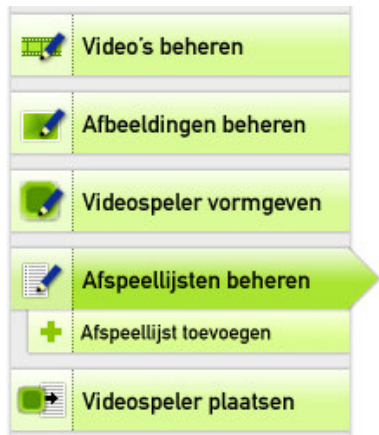 Video's beheren
Afbeeldingen beheren
Videospeler vormgeven
Afspeellijsten beheren
Afspeellijst toevoegen
Videospeler plaatsen